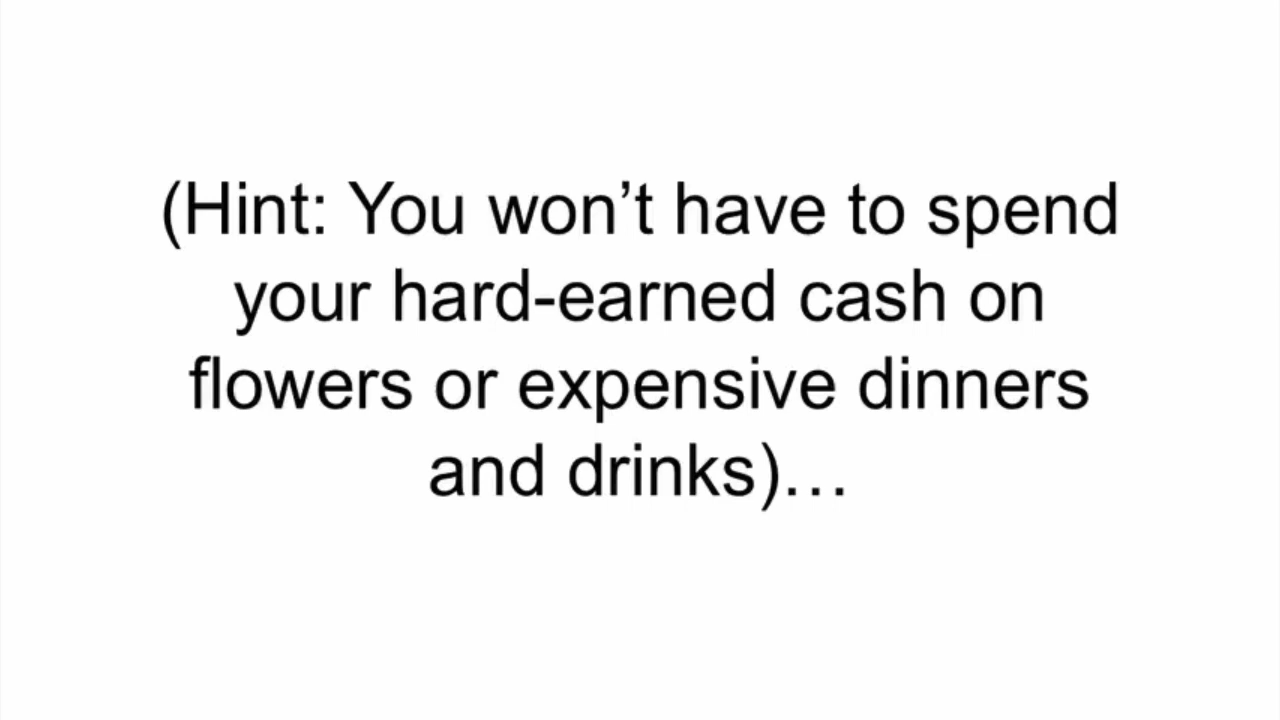 (Hint: You won’t have to spend
your hard-earned cash on
flowers or expensive dinners
and drinks)…